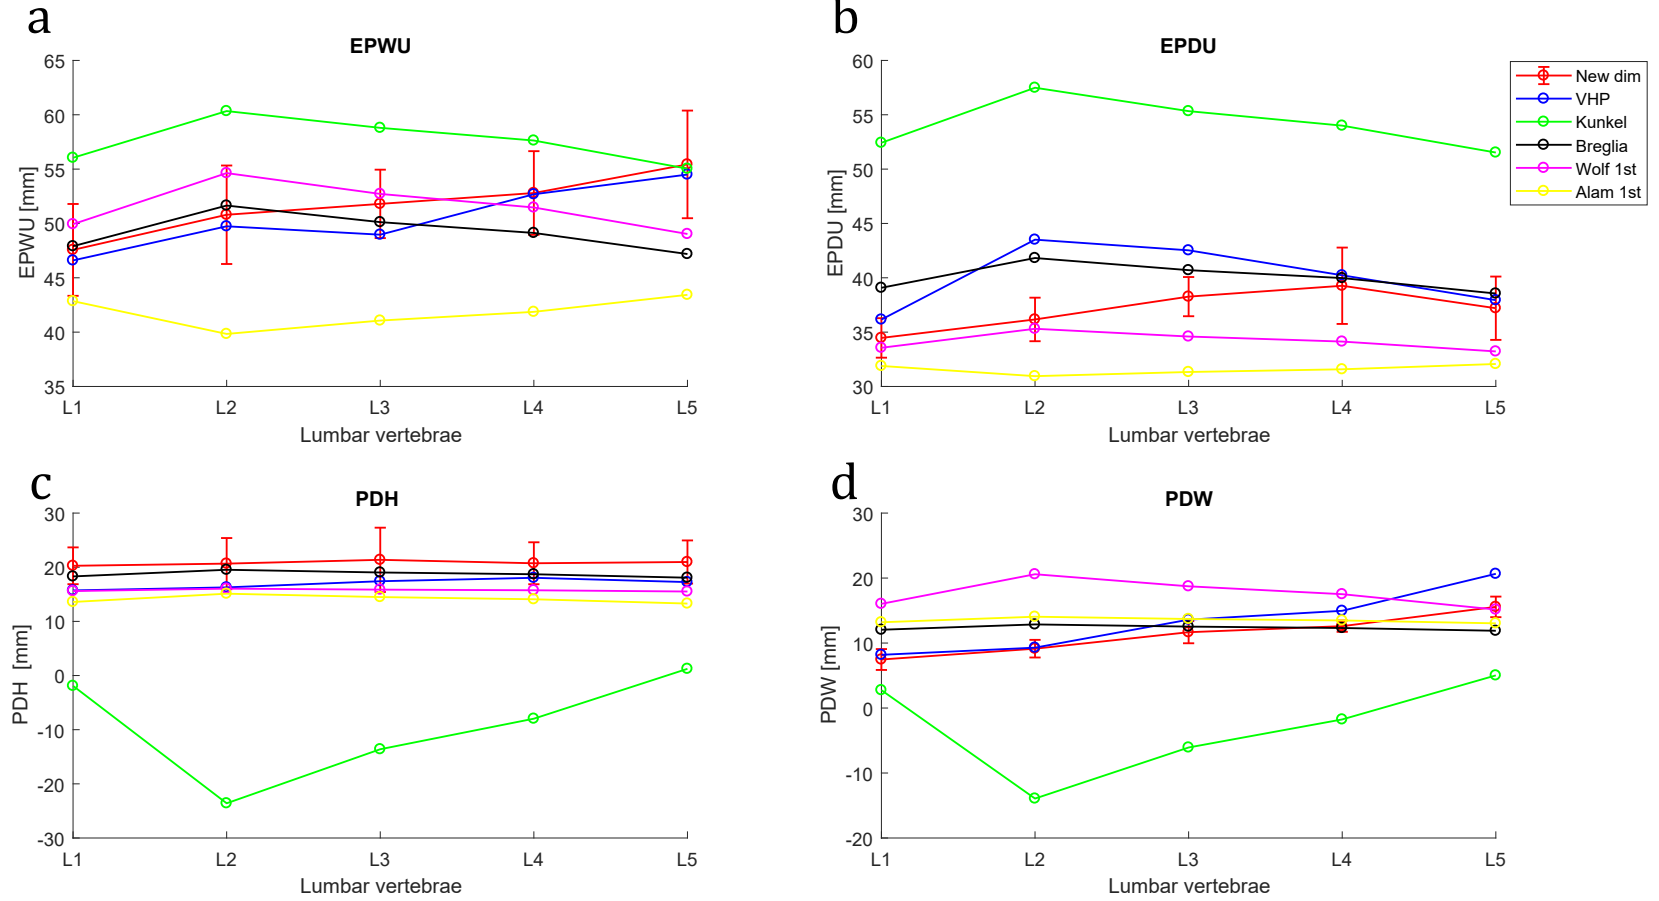 a
EPWU
65
60
55
50
45
40
35
EPWU [mm]
L1 L2 L3 L4 L5
Lumbar vertebrae
b
EPDU
60
55
50
45
40
35
30
EPDU [mm]
L1 L2 L3 L4 L5
Lumbar vertebrae
New dim
VHP
Kunkel
Breglia
Wolf 1st
Alam 1st
c
PDH
30
20
10
0
-10
-20
-30
PDH [mm]
L1 L2 L3 L4 L5
Lumbar vertebrae
d
PDW
30
20
10
0
-10
-20
PDW [mm]
L1 L2 L3 L4 L5
Lumbar vertebrae